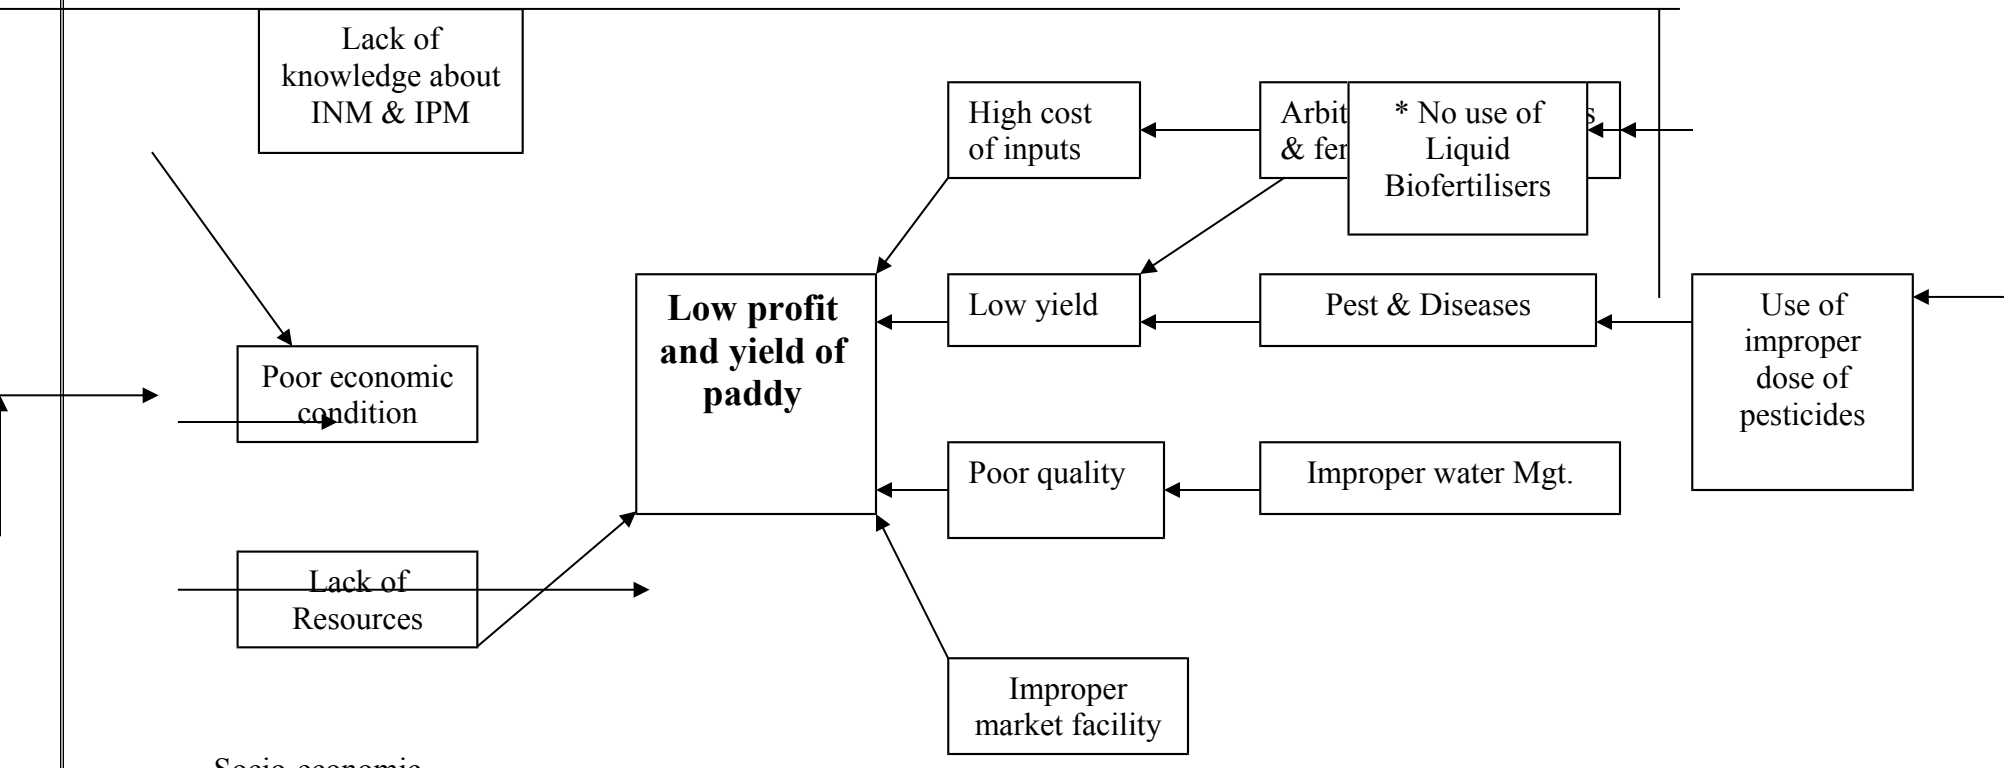 Lack of
knowledge about
INM & IPM
High cost
of inputs
&
* No use of
Liquid
Biofertilisers
Low profit
and yield of
paddy
Low yield
Pest & Diseases
Use of
improper
dose of
pesticides
Poor economic
condition
Poor quality
Improper water Mgt.
Lack of
Resources
Improper
market facility
Socio-economic